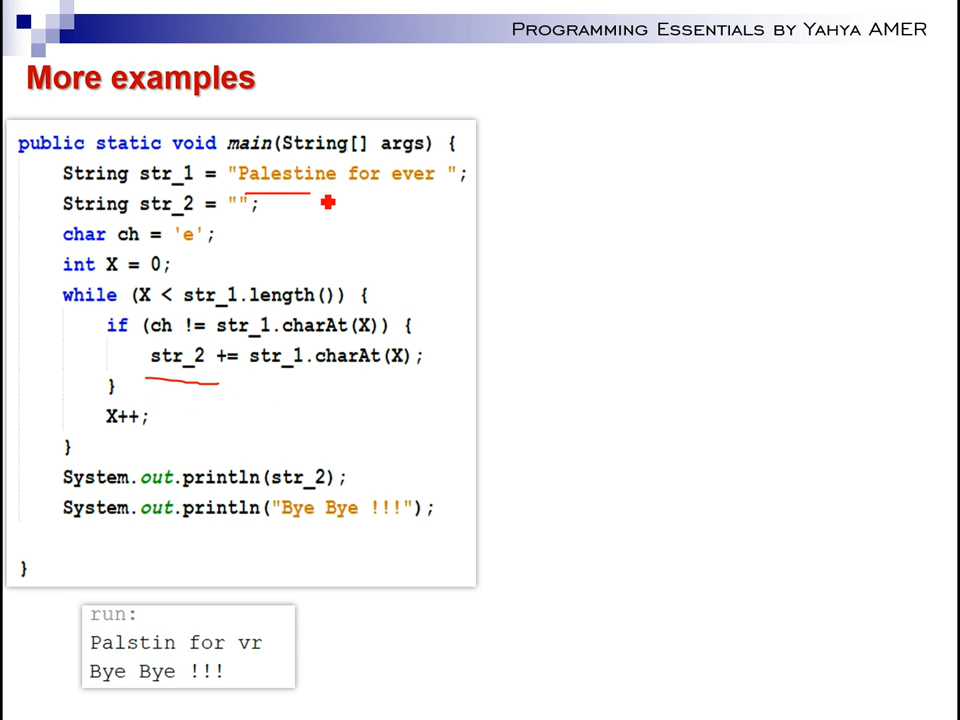 Programming Essentials by Yahya AMER
More examples
public static void main(String[] args) {
String str_1 = "Palestine for ever ";
String str_2 = "";
char ch = 'e';
int X = 0;
while (X < str_1.length()) {
if (ch != str_1.charAt(X)) {
str_2 += str_1.charAt(X);
}
X++;
}
System.out.println(str_2);
System.out.println("Bye Bye !!!");
}
run:
Palstin for vr
Bye Bye !!!